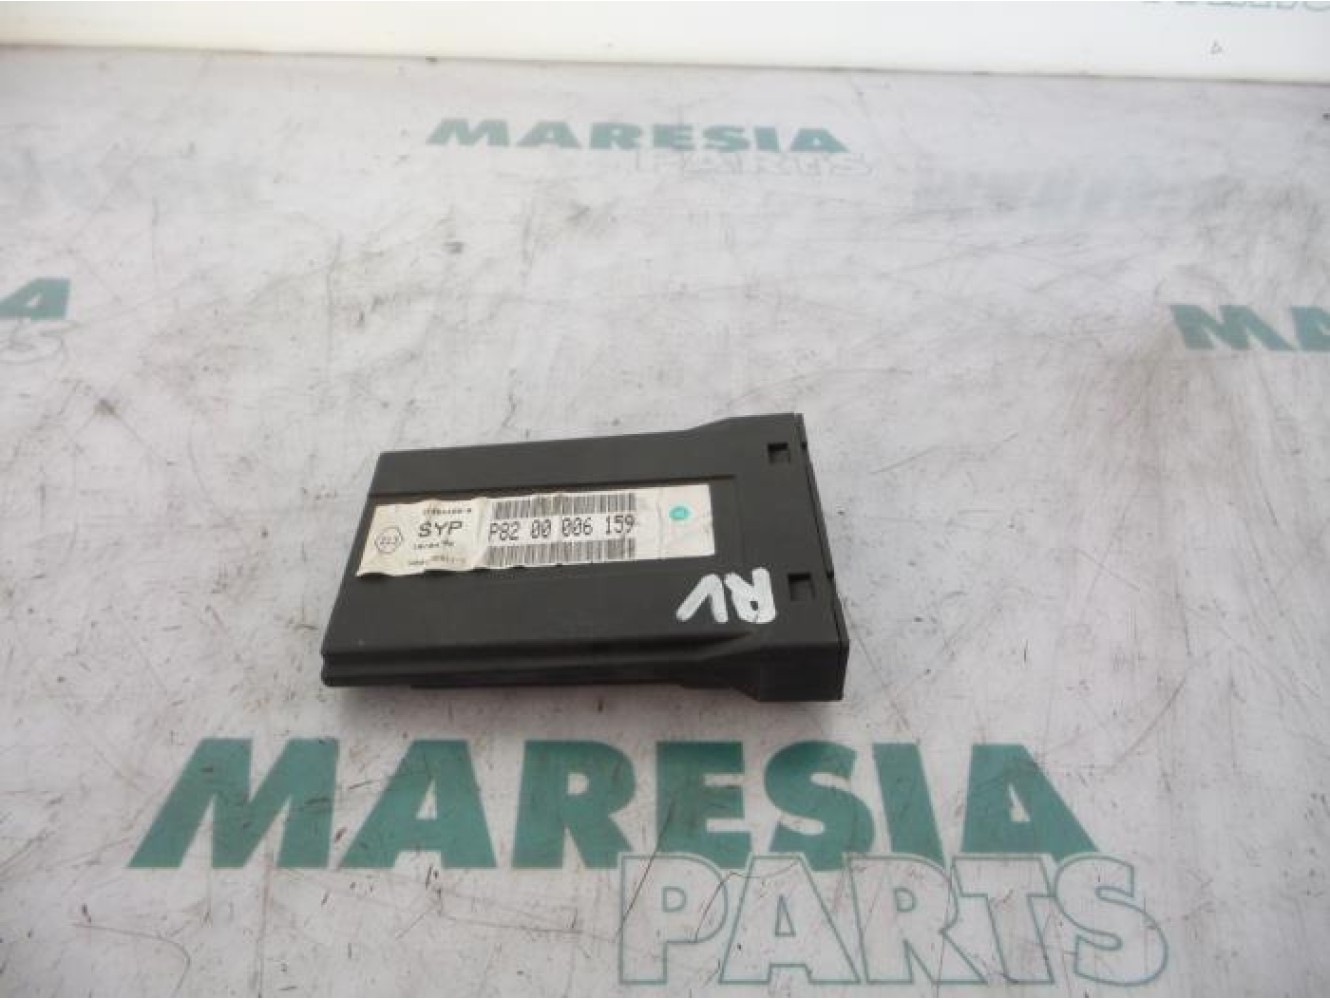 MARESIA
PARTS
SYP
P82 00 006 159
RV
MARESIA
PARTS